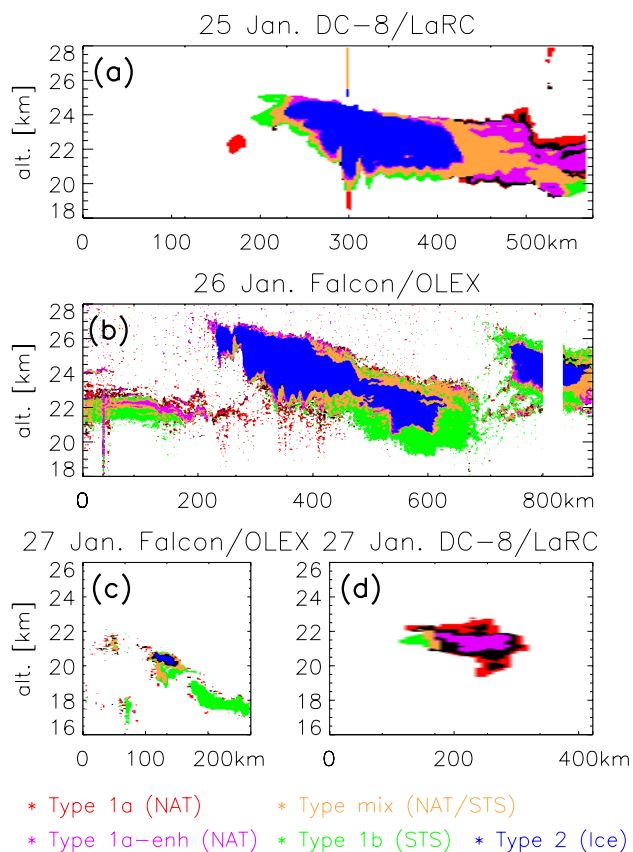 25 Jan. DC-8/LaRC
(a)
alt. [km]
28
26
24
22
20
18
0 100 200 300 400 500km
26 Jan. Falcon/OLEX
(b)
alt. [km]
28
26
24
22
20
18
0 200 400 600 800km
27 Jan. Falcon/OLEX 27 Jan. DC-8/LaRC
(c)
alt. [km]
26
24
22
20
18
16
0 100 200km
(d)
26
24
22
20
18
16
0 200 400km
* Type 1a (NAT) * Type mix (NAT/STS)
* Type 1a-enh (NAT) * Type 1b (STS) * Type 2 (Ice)